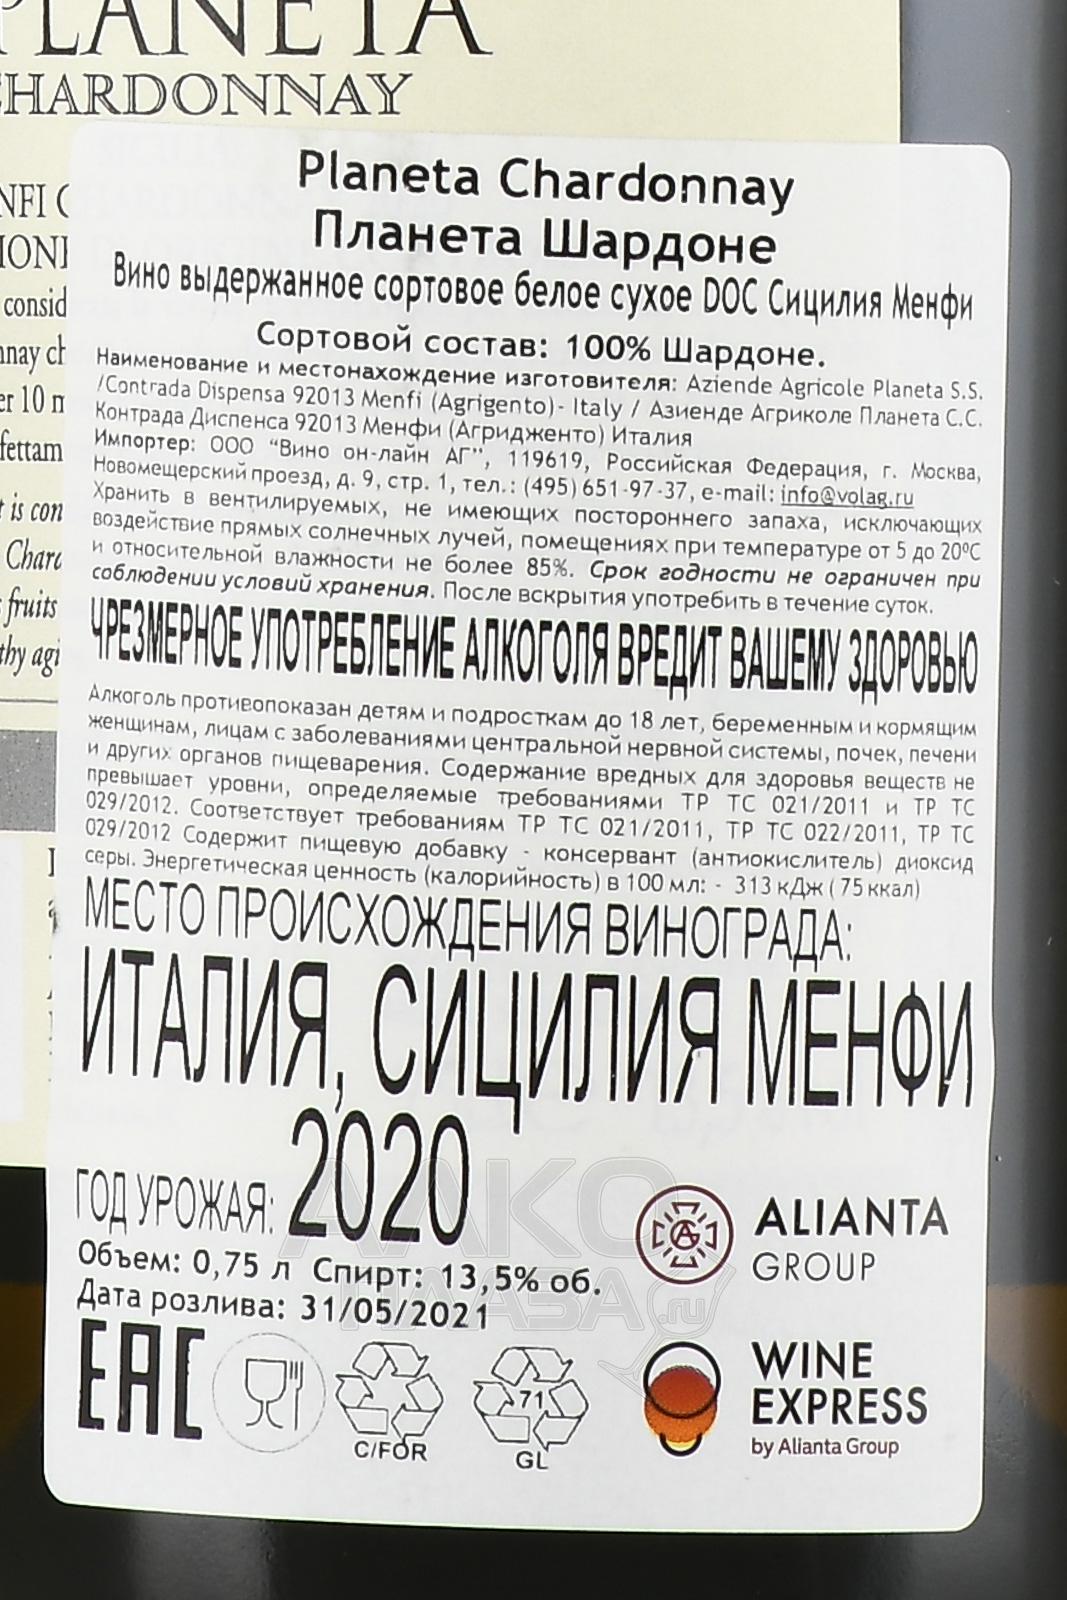 PLANETA
CHARDONNAY
Planeta Chardonnay
Планета Шардоне
Вино выдержанное сортовое белое сухое DOC Сицилия Менфи
Сортовой состав: 100% Шардоне.
Наименование и местонахождение изготовителя: Aziende Agricole Planeta S.S.
/Contrada Dispensa 92013 Menfi (Agrigento)- Italy / Азиенде Агриколе Планета С.С.
Контрада Диспенса 92013 Менфи (Агридженто) Италия
Импортер: ООО "Вино он-лайн АГ", 119619, Российская Федерация, г. Москва,
Новомещерский проезд, д. 9, стр. 1, тел.: (495) 651-97-37, e-mail: info@volag.ru
Хранить в вентилируемых, не имеющих постороннего запаха, исключающих
воздействие прямых солнечных лучей, помещениях при температуре от 5 до 20ºС
и относительной влажности не более 85%. Срок годности не ограничен при
соблюдении условий хранения. После вскрытия употребить в течение суток.
ЧРЕЗМЕРНОЕ УПОТРЕБЛЕНИЕ АЛКОГОЛЯ ВРЕДИТ ВАШЕМУ ЗДОРОВЬЮ
Алкоголь противопоказан детям и подросткам до 18 лет, беременным и кормящим
женщинам, лицам с заболеваниями центральной нервной системы, почек, печени
и других органов пищеварения. Содержание вредных для здоровья веществ не
превышает уровни, определяемые требованиями ТР ТС 021/2011 и ТР ТС
029/2012. Соответствует требованиям ТР ТС 021/2011, ТР ТС 022/2011, ТР ТС
029/2012 Содержит пищевую добавку - консервант (антиокислитель) диоксид
серы. Энергетическая ценность (калорийность) в 100 мл: - 313 кДж ( 75 ккал)
МЕСТО ПРОИСХОЖДЕНИЯ ВИНОГРАДА:
ИТАЛИЯ, СИЦИЛИЯ МЕНФИ
ГОД УРОЖАЯ: 2020
Объем: 0,75 л Спирт: 13,5% об.
Дата розлива: 31/05/2021
ALIANTA
GROUP
EAC
C/FOR
71
GL
WINE
EXPRESS
by Alianta Group